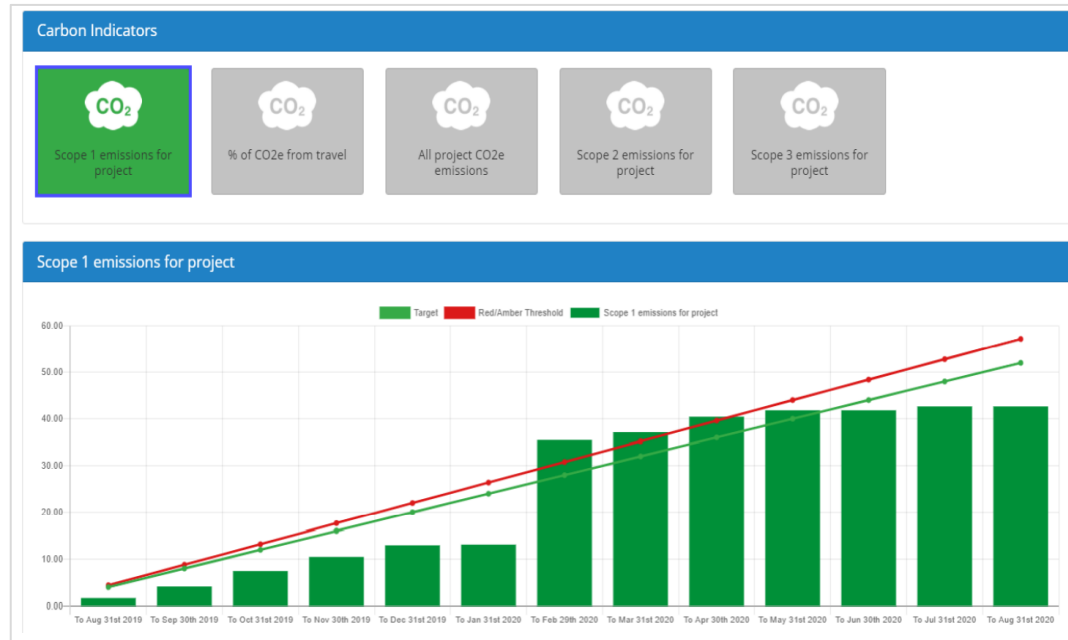 Carbon Indicators
CO2
CO2
CO2
CO2
CO2
Scope 1 emissions for
project
% of CO2e from travel
All project CO2e
emissions
Scope 2 emissions for
project
Scope 3 emissions for
project
Scope 1 emissions for project
Target Red/Amber Threshold Scope 1 emissions for project
60.00
50.00
40.00
30.00
20.00
10.00
0.00
To Aug 31st 2019 To Sep 30th 2019 To Oct 31st 2019 To Nov 30th 2019 To Dec 31st 2019 To Jan 31st 2020 To Feb 29th 2020 To Mar 31st 2020 To Apr 30th 2020 To May 31st 2020 To Jun 30th 2020 To Jul 31st 2020 To Aug 31st 2020